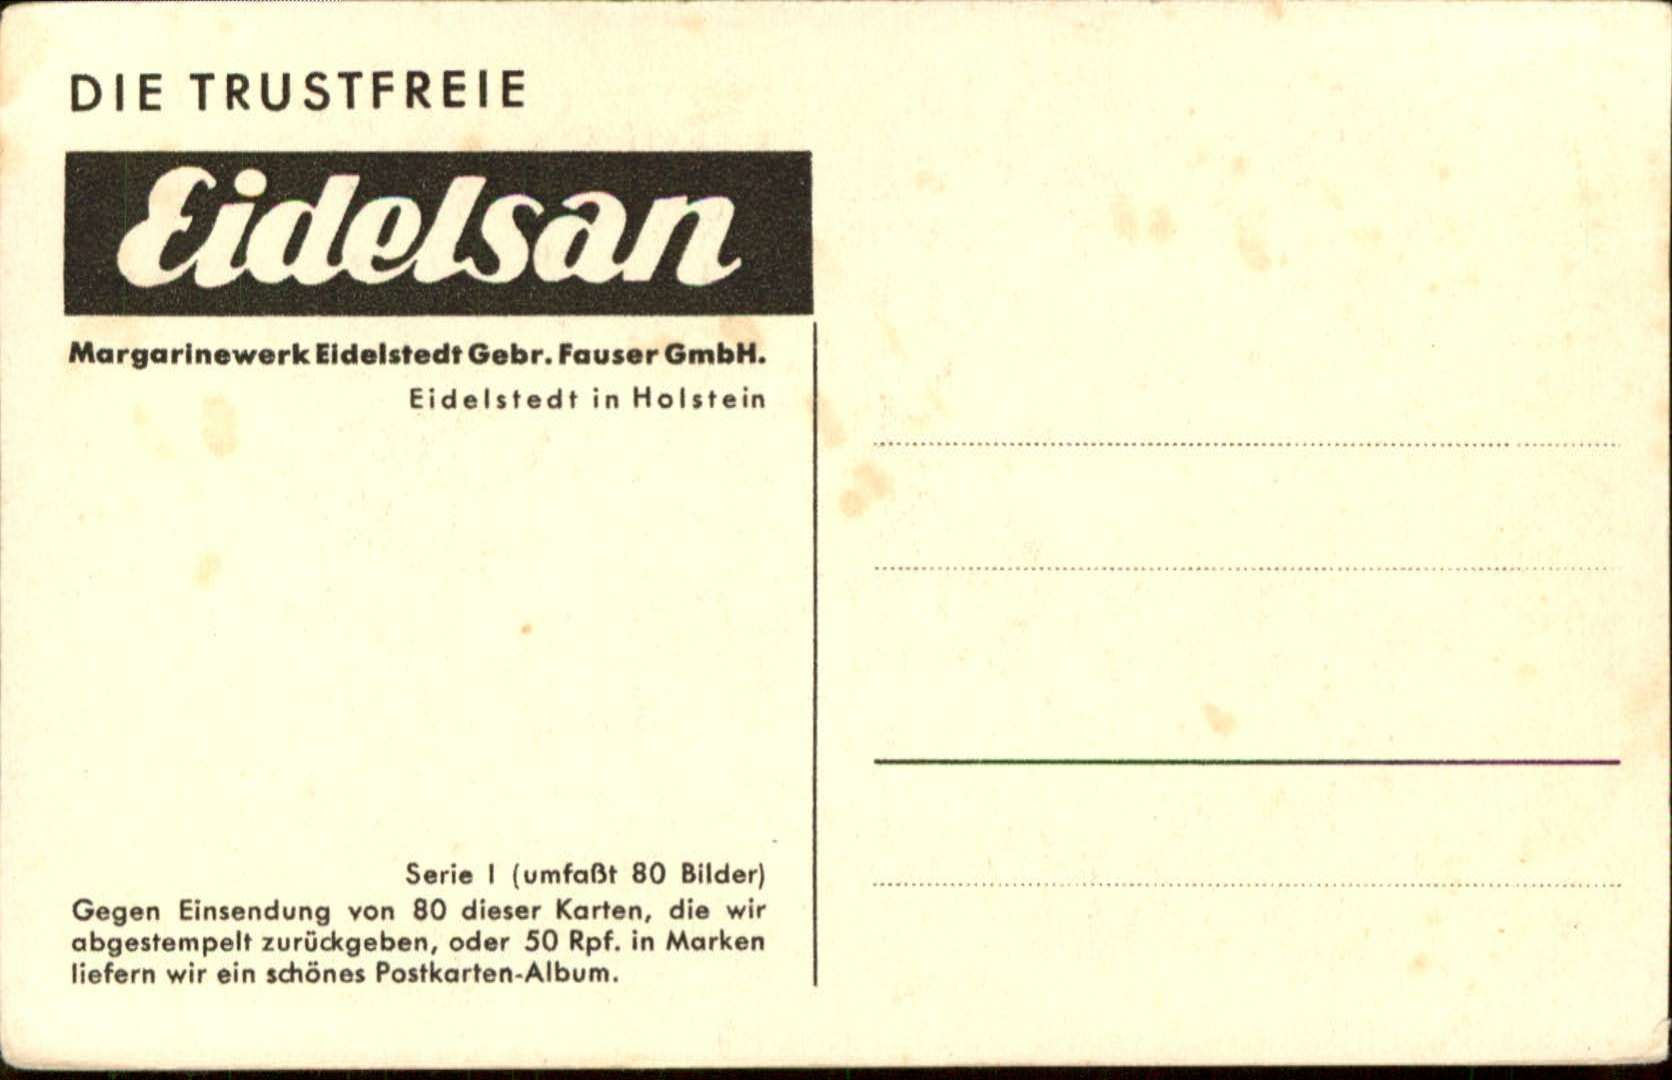 DIE TRUSTFREIE
Eidelsan
Margarinewerk Eidelstedt Gebr. Fauser GmbH.
Eidelstedt in Holstein
Serie I (umfaßt 80 Bilder)
Gegen Einsendung von 80 dieser Karten, die wir
abgestempelt zurückgeben, oder 50 Rpf. in Marken
liefern wir ein schönes Postkarten-Album.